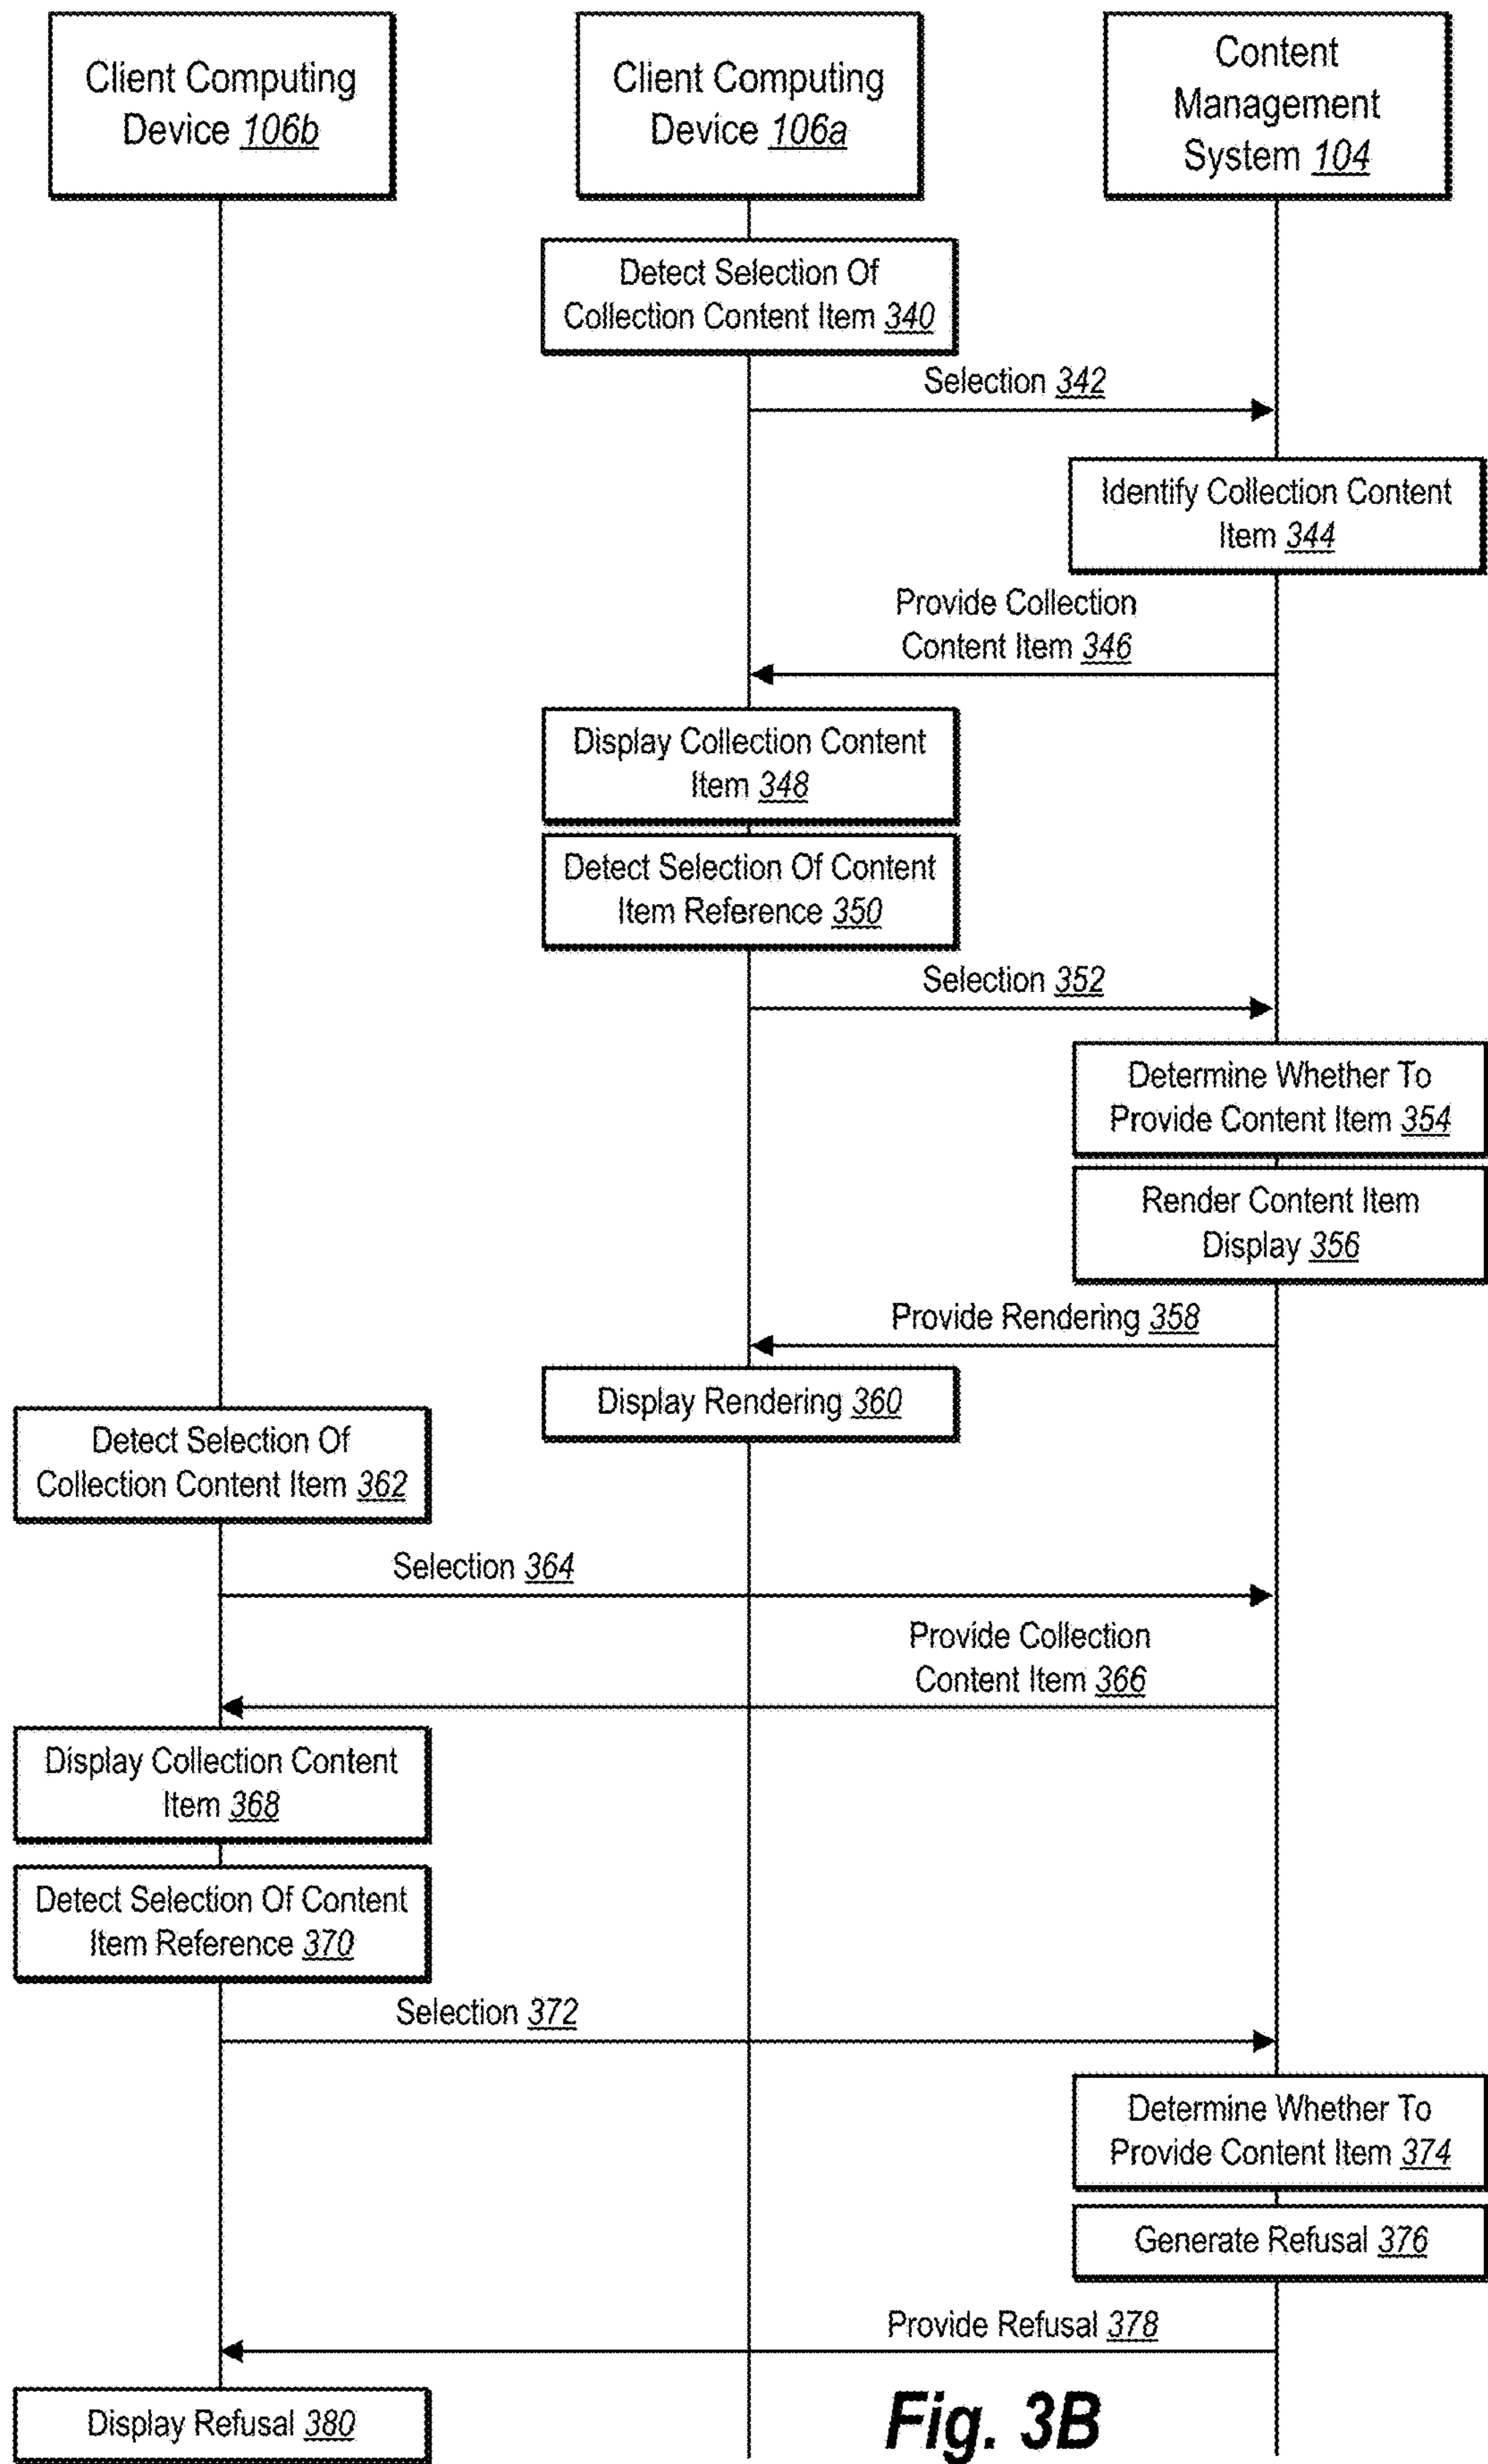 Client Computing
Device 106b
Client Computing
Device 106a
Content
Management
System 104
Detect Selection Of
Collection Content Item 340
Selection 342
Identify Collection Content
Item 344
Provide Collection
Content Item 346
Display Collection Content
Item 348
Detect Selection Of Content
Item Reference 350
Selection 352
Determine Whether To
Provide Content Item 354
Render Content Item
Display 356
Provide Rendering 358
Display Rendering 360
Detect Selection Of
Collection Content Item 362
Selection 364
Provide Collection
Content Item 366
Display Collection Content
Item 368
Detect Selection Of Content
Item Reference 370
Selection 372
Determine Whether To
Provide Content Item 374
Generate Refusal 376
Provide Refusal 378
Display Refusal 380
Fig. 3B